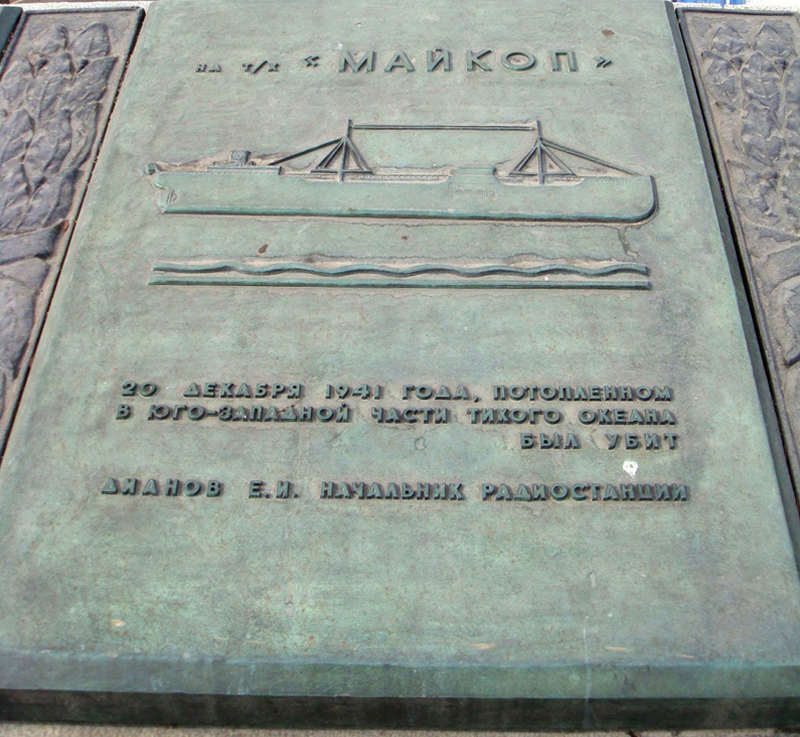 НА Т/Х «МАЙКОП»
20 ДЕКАБРЯ 1941 ГОДА, ПОТОПЛЕННОМ
В ЮГО-ЗАПАДНОЙ ЧАСТИ ТИХОГО ОКЕАНА
БЫЛ УБИТ
ДИАНОВ Е.И. НАЧАЛЬНИК РАДИОСТАНЦИИ